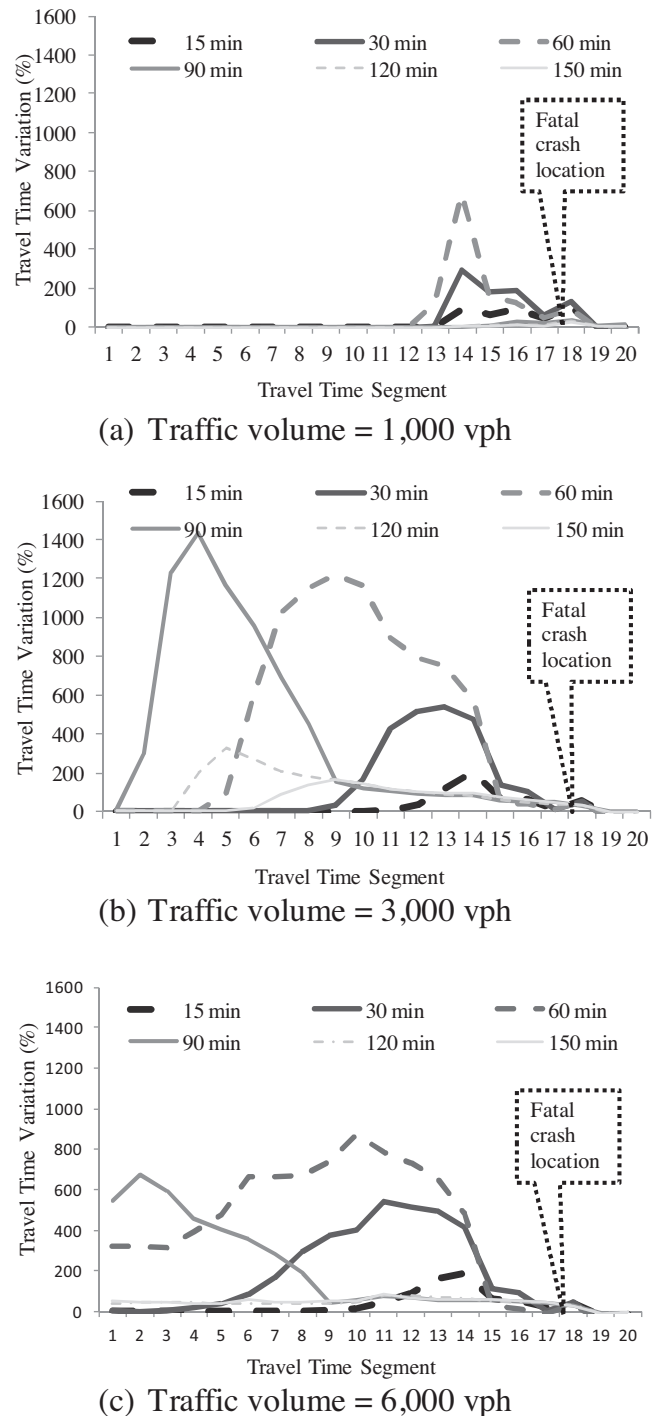 1600
1400
1200
1000
800
600
400
200
0
Travel Time Variation (%)
15 min 30 min 60 min
90 min 120 min 150 min
Fatal
crash
location
1 2 3 4 5 6 7 8 9 10 11 12 13 14 15 16 17 18 19 20
Travel Time Segment
(a) Traffic volume = 1,000 vph
1600
1400
1200
1000
800
600
400
200
0
Travel Time Variation (%)
15 min 30 min 60 min
90 min 120 min 150 min
Fatal
crash
location
1 2 3 4 5 6 7 8 9 10 11 12 13 14 15 16 17 18 19 20
Travel Time Segment
(b) Traffic volume = 3,000 vph
1600
1400
1200
1000
800
600
400
200
0
Travel Time Variation (%)
15 min 30 min 60 min
90 min 120 min 150 min
Fatal
crash
location
1 2 3 4 5 6 7 8 9 10 11 12 13 14 15 16 17 18 19 20
Travel Time Segment
(c) Traffic volume = 6,000 vph